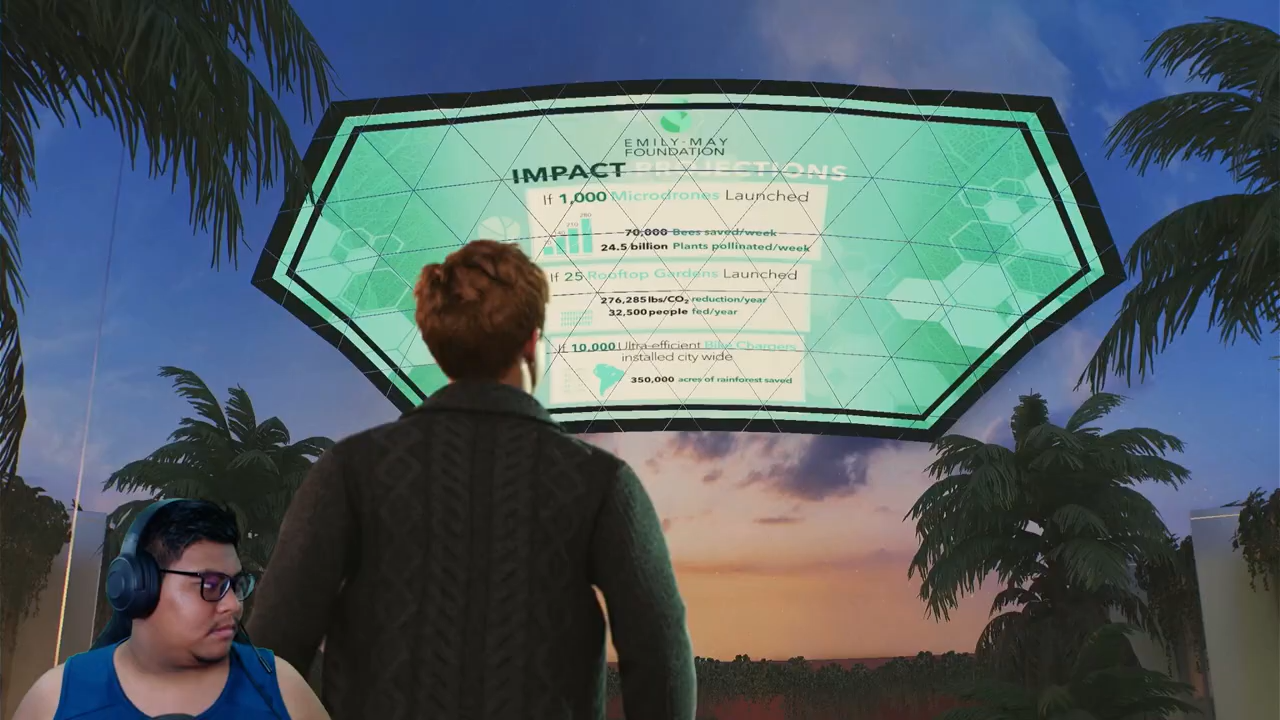 EMILY-MAY
FOUNDATION
IMPACT PROJECTIONS
If 1,000 Microdrones Launched
280
70,000 Bees saved/week
24.5 billion Plants pollinated/week
If 25 Rooftop Gardens Launched
276,285 lbs/CO₂ reduction/year
32,500 people fed/year
If 10,000 Ultra-efficient Bike Chargers
installed city wide
350,000 acres of rainforest saved